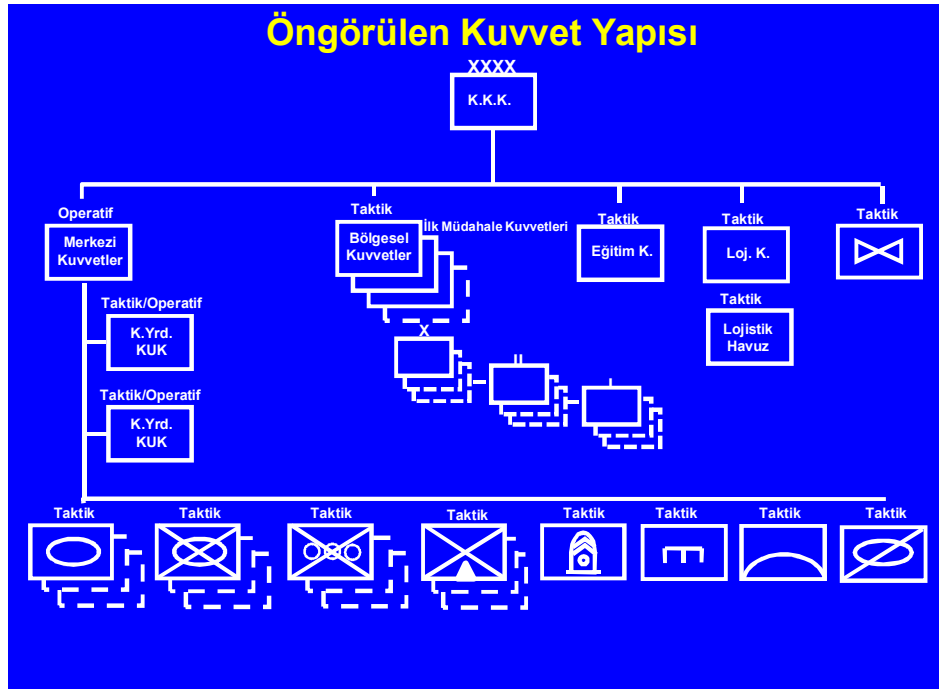 Öngörülen Kuvvet Yapısı
XXXX
K.K.K.
Operatif
Merkezi
Kuvvetler
Taktik
Bölgesel
Kuvvetler
İlk Müdahale Kuvvetleri
Taktik
Eğitim K.
Taktik
Loj. K.
Taktik
Taktik
Lojistik
Havuz
Taktik/Operatif
K.Yrd.
KUK
Taktik/Operatif
K.Yrd.
KUK
X
II
I
Taktik
Taktik
Taktik
Taktik
Taktik
Taktik
Taktik
Taktik